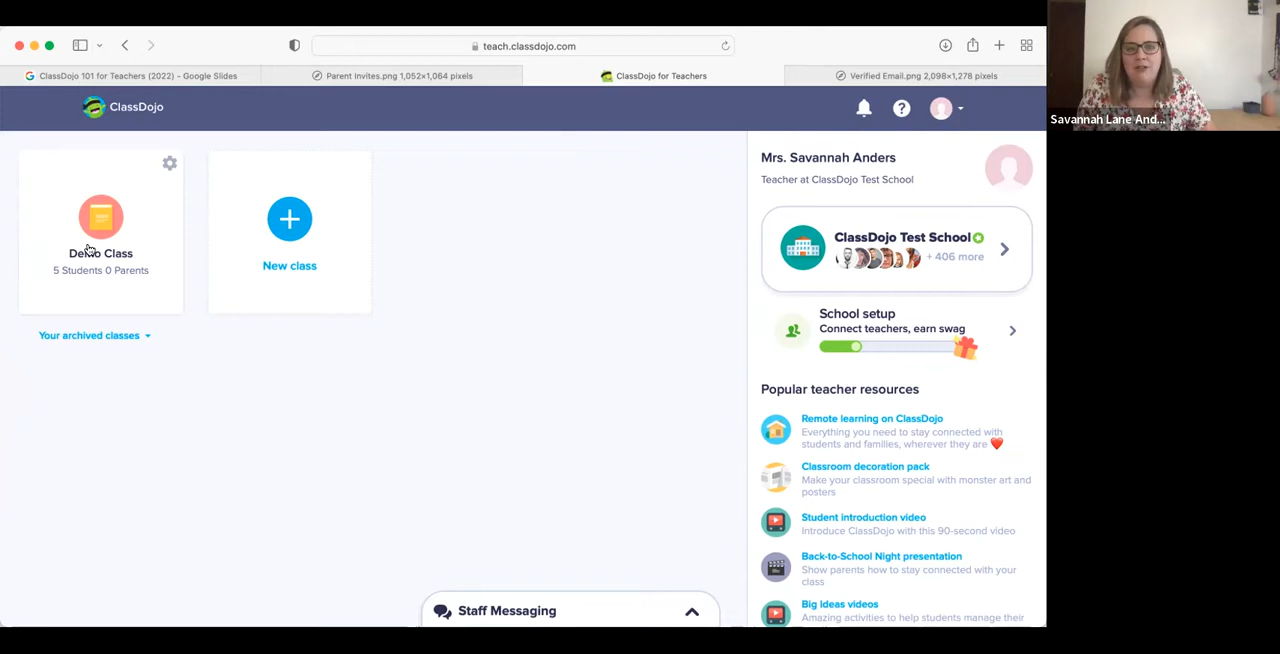 teach.classdojo.com
ClassDojo 101 for Teachers (2022) - Google Slides
Parent Invites.png 1,052×1,064 pixels
ClassDojo for Teachers
Verified Email.png 2,098×1,278 pixels
Savannah Lane And...
ClassDojo
Demo Class
5 Students 0 Parents
New class
Your archived classes
Mrs. Savannah Anders
Teacher at ClassDojo Test School
ClassDojo Test School
+ 406 more
School setup
Connect teachers, earn swag
Popular teacher resources
Remote learning on ClassDojo
Everything you need to stay connected with
students and families, wherever they are ❤️
Classroom decoration pack
Make your classroom special with monster art and
posters
Student introduction video
Introduce ClassDojo with this 90-second video
Back-to-School Night presentation
Show parents how to stay connected with your
class
Big Ideas videos
Amazing activities to help students manage their
Staff Messaging